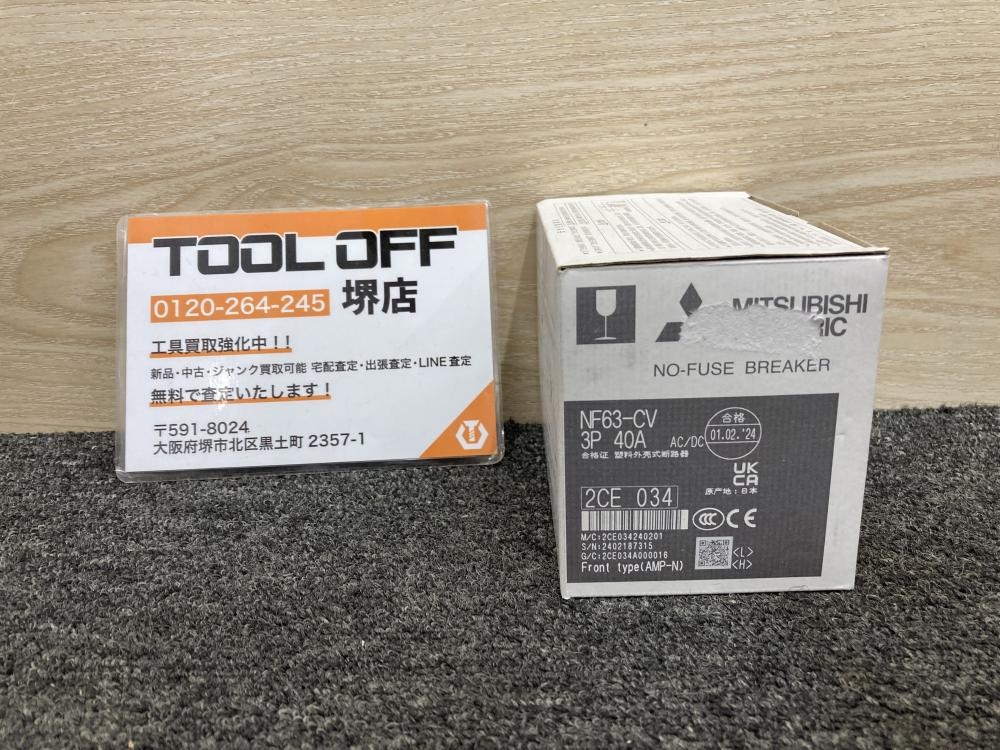 TOOL OFF
0120-264-245 堺店
工具買取強化中！！
新品・中古・ジャンク買取可能 宅配査定・出張査定・LINE査定
無料で査定いたします！
〒591-8024
大阪府堺市北区黒土町 2357-1
MITSUBISHI
NO-FUSE BREAKER
NF63-CV
3P 40A AC/DC
合格
01.02.'24
合格证 塑料外壳式断路器
UK
CA
原产地：日本
2CE 034
CCC CE
M/C:2CE034240201
S/N:2402187315
G/C:2CE034A000016
Front type(AMP-N)
<L>
<H>